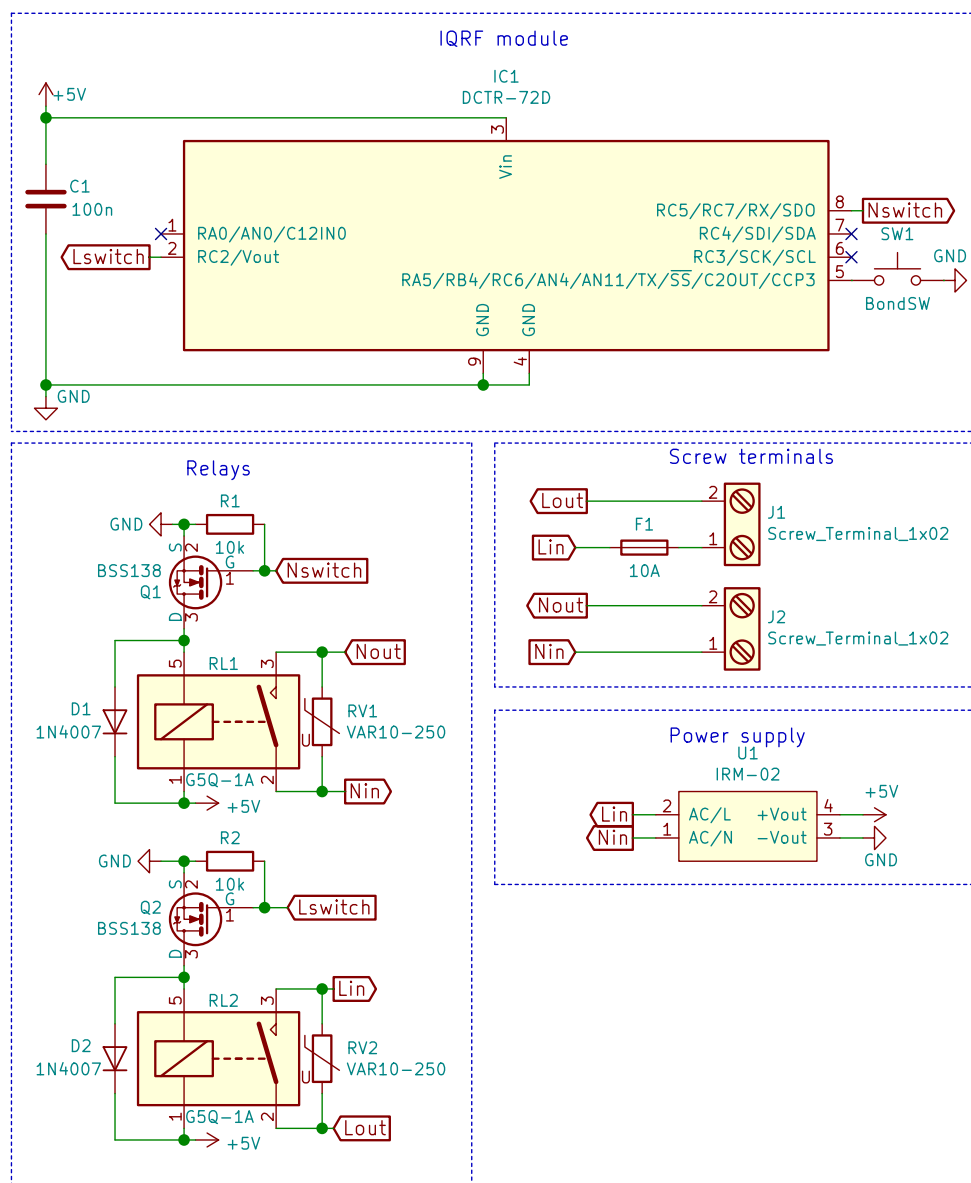 IQRF module
IC1
DCTR-72D
+5V
3
Vin
C1
100n
1
RA0/AN0/C12IN0
Lswitch
2
RC2/Vout
RC5/RC7/RX/SDO
8
Nswitch
RC4/SDI/SDA
7
SW1
RC3/SCK/SCL
6
GND
RA5/RB4/RC6/AN4/AN11/TX/SS/C2OUT/CCP3
5
BondSW
GND
GND
9
4
GND
Relays
R1
GND
10k
S
2
G
1
Nswitch
BSS138
Q1
D
3
5
RL1
3
Nout
D1
1N4007
U
RV1
VAR10-250
1
G5Q-1A
2
Nin
+5V
R2
GND
10k
S
2
G
1
Lswitch
Q2
BSS138
D
3
5
RL2
3
Lin
D2
1N4007
U
RV2
VAR10-250
1
G5Q-1A
2
Lout
+5V
Screw terminals
Lout
2
J1
Screw_Terminal_1x02
F1
Lin
1
10A
Nout
2
J2
Screw_Terminal_1x02
Nin
1
Power supply
U1
IRM-02
Lin
2
AC/L
+Vout
4
+5V
Nin
1
AC/N
-Vout
3
GND